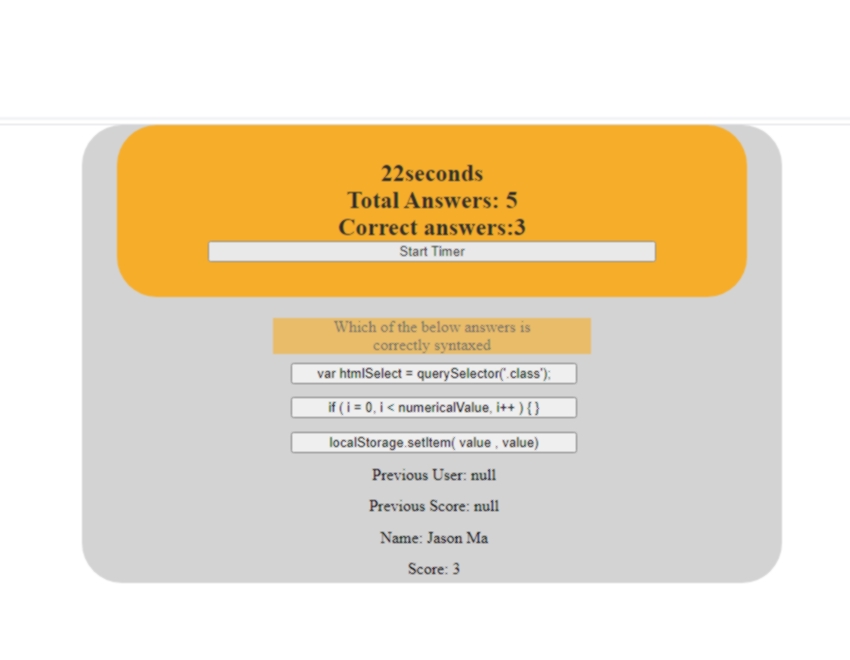 22seconds
Total Answers: 5
Correct answers:3
Start Timer
Which of the below answers is
correctly syntaxed
var htmlSelect = querySelector('.class');
if ( i = 0, i < numericalValue, i++ ) { }
localStorage.setItem( value , value)
Previous User: null
Previous Score: null
Name: Jason Ma
Score: 3